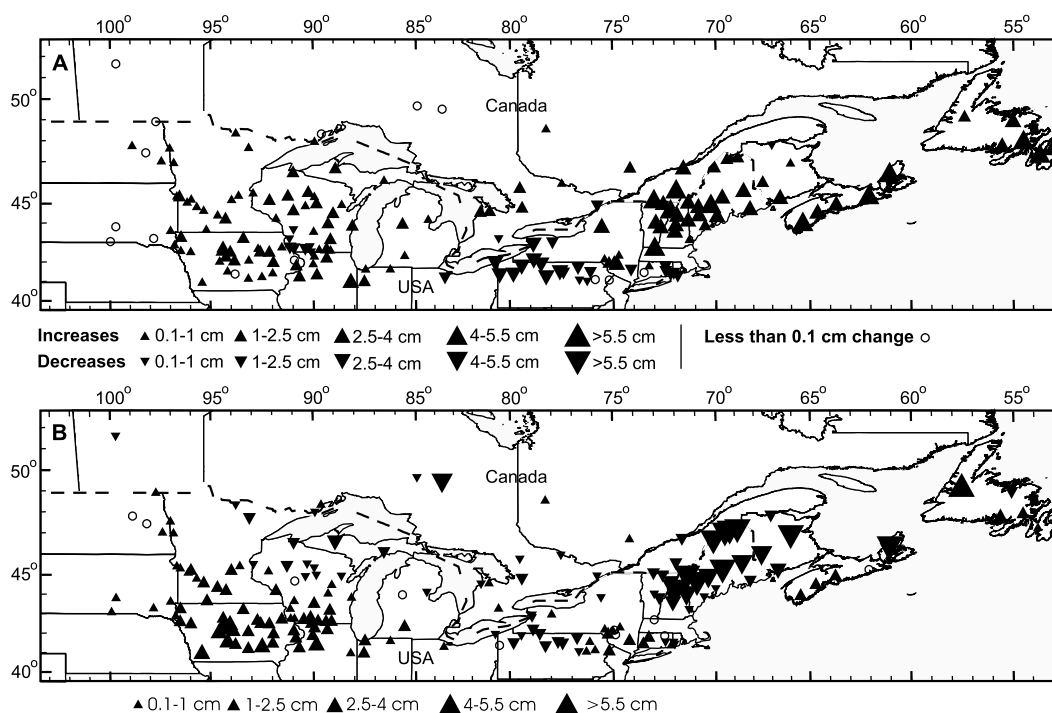 100° 95° 90° 85° 80° 75° 70° 65° 60° 55°
A
50°
Canada
45°
USA
40°
Increases 0.1-1 cm 1-2.5 cm 2.5-4 cm 4-5.5 cm >5.5 cm Less than 0.1 cm change
Decreases 0.1-1 cm 1-2.5 cm 2.5-4 cm 4-5.5 cm >5.5 cm
100° 95° 90° 85° 80° 75° 70° 65° 60° 55°
B
50°
Canada
45°
USA
40°
0.1-1 cm 1-2.5 cm 2.5-4 cm 4-5.5 cm >5.5 cm